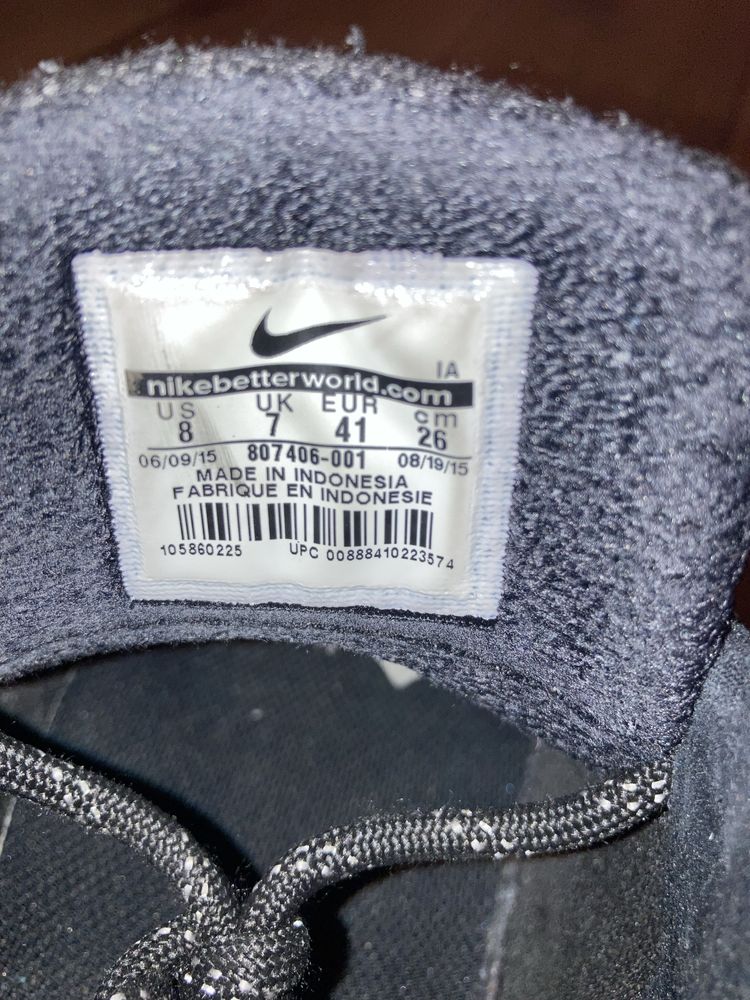 IA
nikebetterworld.com
US UK EUR cm
8 7 41 26
06/09/15 807406-001 08/19/15
MADE IN INDONESIA
FABRIQUE EN INDONESIE
105860225 UPC 00888410223574